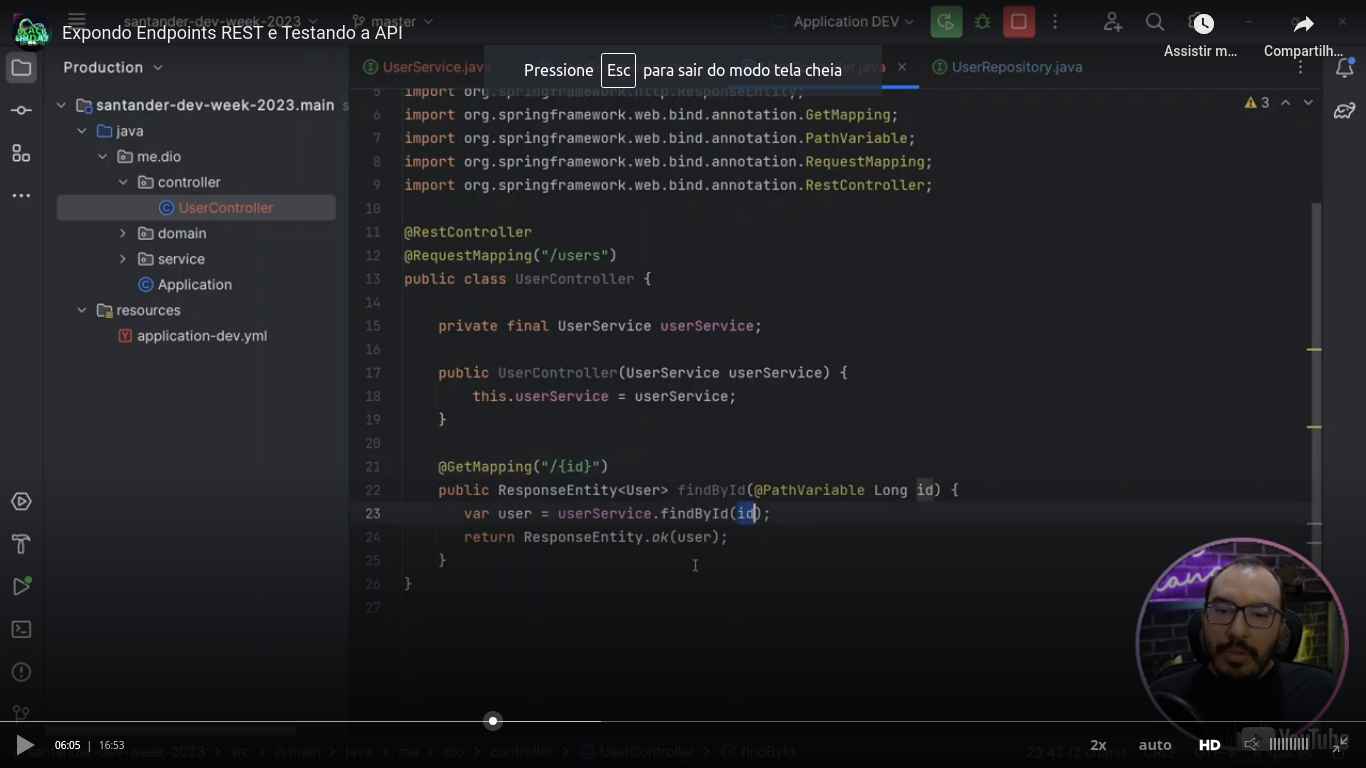 santander-dev-week-2023
master
Application DEV
Expondo Endpoints REST e Testando a API
Assistir m...
Compartilh...
Production
UserService.java
Pressione Esc para sair do modo tela cheia
UserRepository.java
santander-dev-week-2023.main
java
me.dio
controller
UserController
domain
service
Application
resources
application-dev.yml
3
5 import org.springframework.http.ResponseEntity;
6 import org.springframework.web.bind.annotation.GetMapping;
7 import org.springframework.web.bind.annotation.PathVariable;
8 import org.springframework.web.bind.annotation.RequestMapping;
9 import org.springframework.web.bind.annotation.RestController;
10
11 @RestController
12 @RequestMapping("/users")
13 public class UserController {
14
15 private final UserService userService;
16
17 public UserController(UserService userService) {
18 this.userService = userService;
19 }
20
21 @GetMapping("/{id}")
22 public ResponseEntity<User> findById(@PathVariable Long id) {
23 var user = userService.findById(id);
24 return ResponseEntity.ok(user);
25 }
26 }
27
06:05 | 16:53
2x
auto
HD
YouTube
santander-dev-week-2023 > src > main > java > me > dio > controller > UserController > findById
23:42 (2 chars)